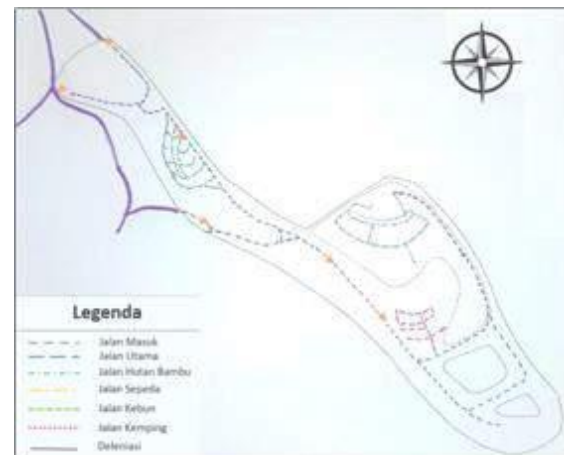 Legenda
Jalan Masuk
Jalan Utama
Jalan Hutan Bambu
Jalan Sepeda
Jalan Kebun
Jalan Kemping
Deleniasi